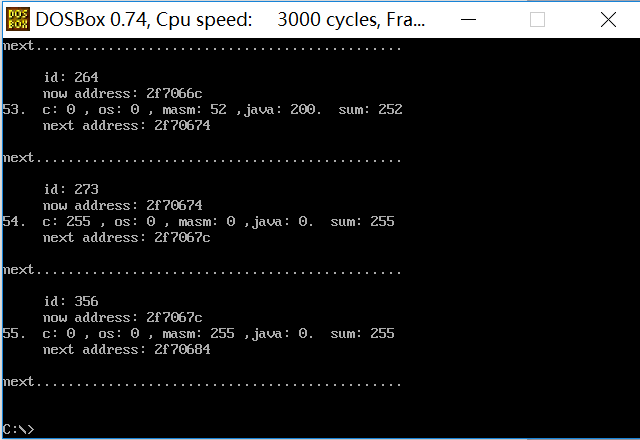 DOS
BOX
DOSBox 0.74, Cpu speed: 3000 cycles, Fra...
next..............................................
id: 264
now address: 2f7066c
53. c: 0 , os: 0 , masm: 52 ,java: 200. sum: 252
next address: 2f70674
next..............................................
id: 273
now address: 2f70674
54. c: 255 , os: 0 , masm: 0 ,java: 0. sum: 255
next address: 2f7067c
next..............................................
id: 356
now address: 2f7067c
55. c: 0 , os: 0 , masm: 255 ,java: 0. sum: 255
next address: 2f70684
next..............................................
C:\>